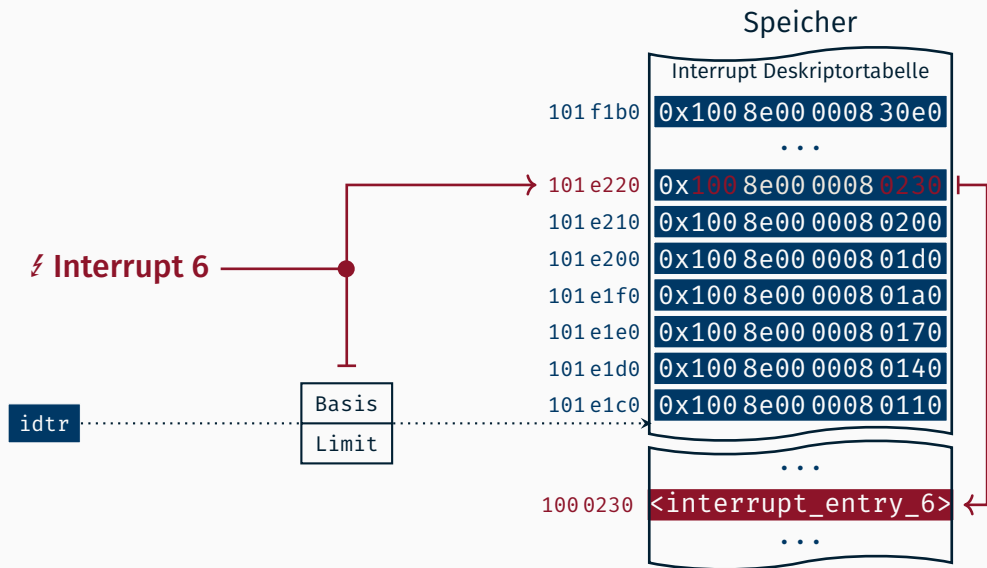 Speicher
Interrupt Deskriptortabelle
101 f1b0 0x100 8e00 0008 30e0
...
101 e220 0x100 8e00 0008 0230
101 e210 0x100 8e00 0008 0200
⚡ Interrupt 6
101 e200 0x100 8e00 0008 01d0
101 e1f0 0x100 8e00 0008 01a0
101 e1e0 0x100 8e00 0008 0170
101 e1d0 0x100 8e00 0008 0140
Basis
101 e1c0 0x100 8e00 0008 0110
idtr
Limit
...
100 0230 <interrupt_entry_6>
...